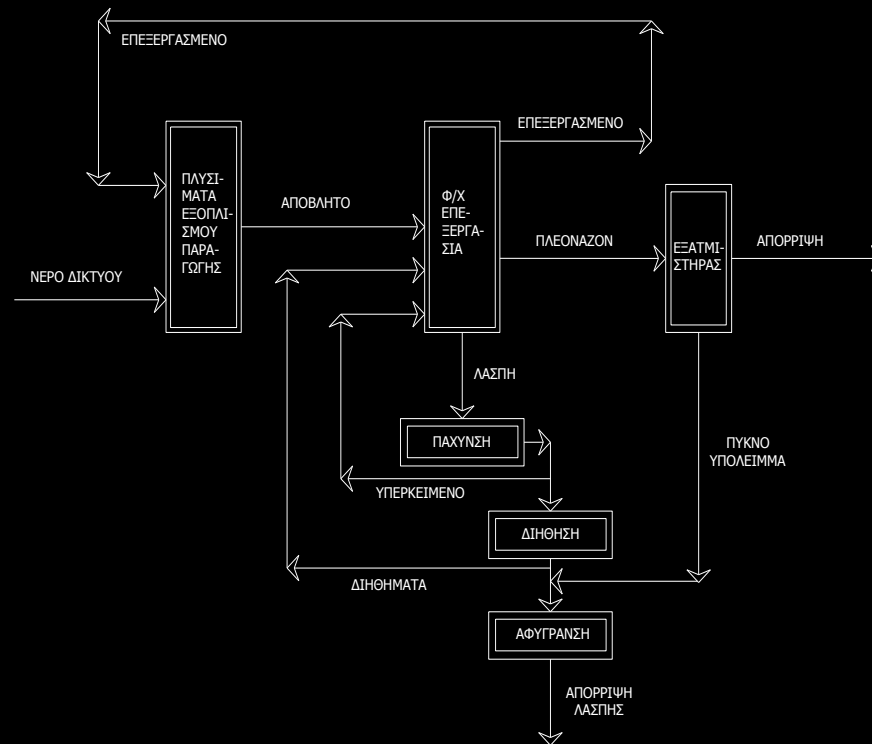 ΕΠΕΞΕΡΓΑΣΜΕΝΟ
ΕΠΕΞΕΡΓΑΣΜΕΝΟ
ΠΛΥΣΙ-
ΜΑΤΑ
ΕΞΟΠΛΙ-
ΣΜΟΥ
ΠΑΡΑ-
ΓΩΓΗΣ
ΑΠΟΒΛΗΤΟ
Φ/Χ
ΕΠΕ-
ΞΕΡΓΑ-
ΣΙΑ
ΠΛΕΟΝΑΖΟΝ
ΕΞΑΤΜΙ-
ΣΤΗΡΑΣ
ΑΠΟΡΡΙΨΗ
ΝΕΡΟ ΔΙΚΤΥΟΥ
ΛΑΣΠΗ
ΠΑΧΥΝΣΗ
ΠΥΚΝΟ
ΥΠΟΛΕΙΜΜΑ
ΥΠΕΡΚΕΙΜΕΝΟ
ΔΙΗΘΗΣΗ
ΔΙΗΘΗΜΑΤΑ
ΑΦΥΓΡΑΝΣΗ
ΑΠΟΡΡΙΨΗ
ΛΑΣΠΗΣ